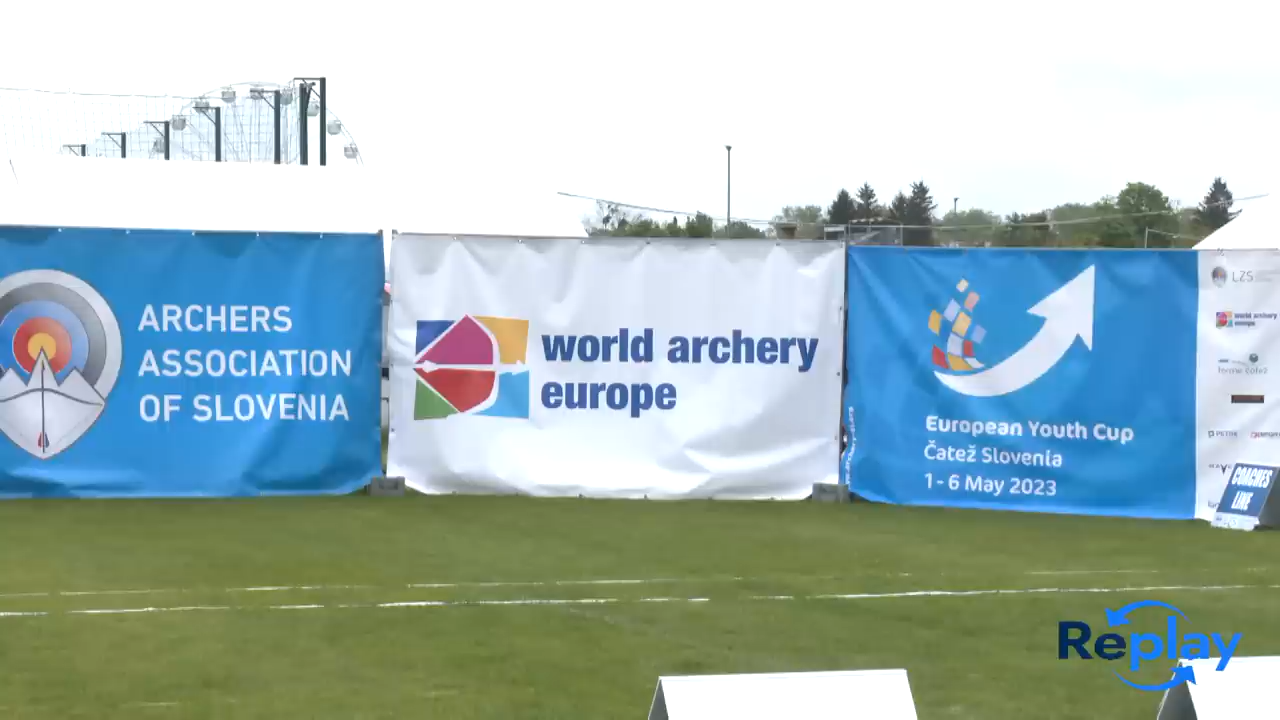 ARCHERS
ASSOCIATION
OF SLOVENIA
world archery
europe
European Youth Cup
Čatež Slovenia
1 - 6 May 2023
LZS
world archery
europe
PETROL
COACHES
LINE
Replay